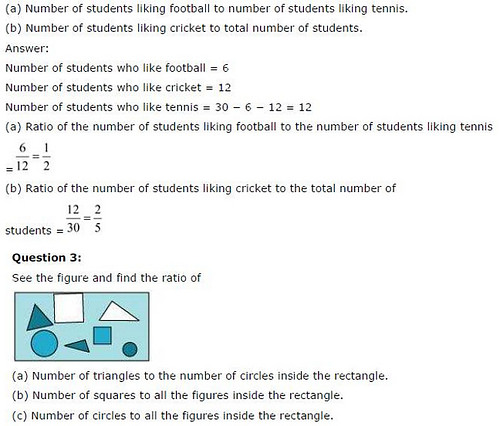 (a) Number of students liking football to number of students liking tennis.
(b) Number of students liking cricket to total number of students.
Answer:
Number of students who like football = 6
Number of students who like cricket = 12
Number of students who like tennis = 30 − 6 − 12 = 12
(a) Ratio of the number of students liking football to the number of students liking tennis
= 6/12 = 1/2
(b) Ratio of the number of students liking cricket to the total number of
students = 12/30 = 2/5
Question 3:
See the figure and find the ratio of
(a) Number of triangles to the number of circles inside the rectangle.
(b) Number of squares to all the figures inside the rectangle.
(c) Number of circles to all the figures inside the rectangle.